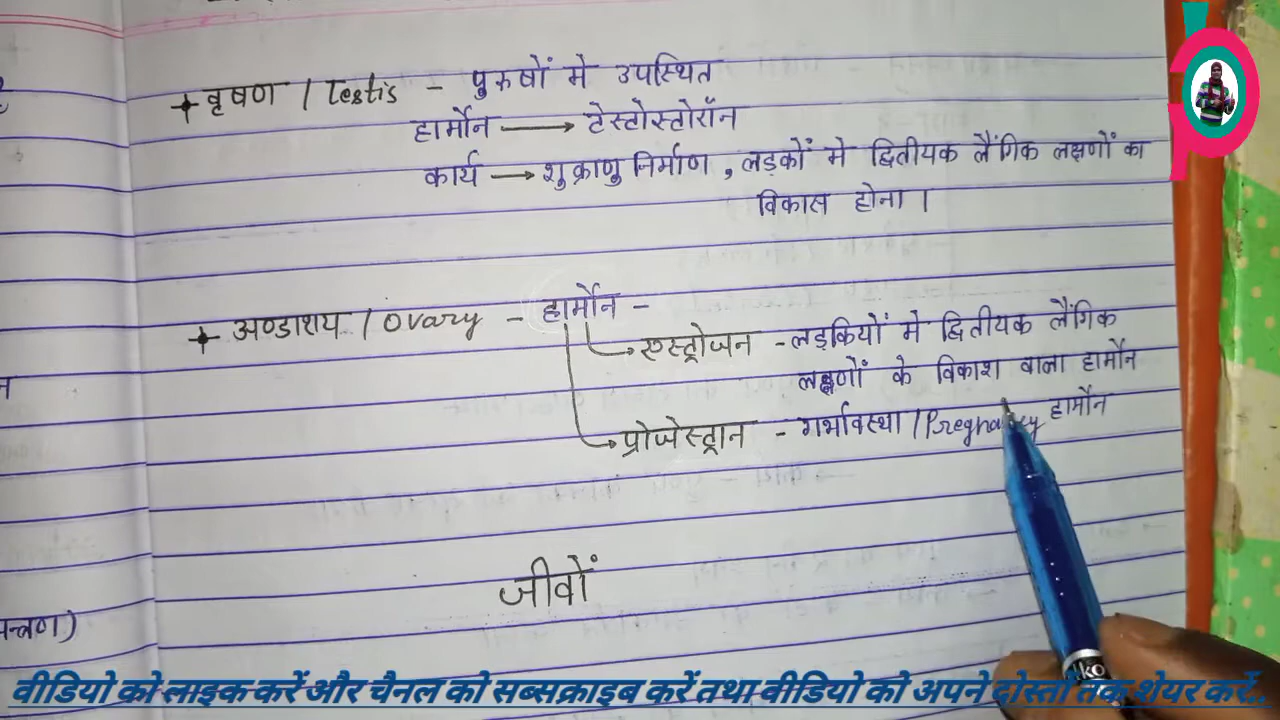 वृषण / Testis - पुरुषों मे उपस्थित
हार्मोन → टेस्टोस्टोरॉन
कार्य → शुक्राणु निर्माण, लड़कों मे द्वितीयक लैंगिक लक्षणों का
विकास होना ।
अण्डाशय / Ovary - हार्मोन -
एस्ट्रोजन - लड़कियों मे द्वितीयक लैंगिक
लक्षणों के विकाश वाला हार्मोन
प्रोजेस्ट्रान - गर्भावस्था / Pregnancy हार्मोन
जीवों
वीडियो को लाइक करें और चैनल को सब्सक्राइब करें तथा वीडियो को अपने दोस्तों तक शेयर करें..